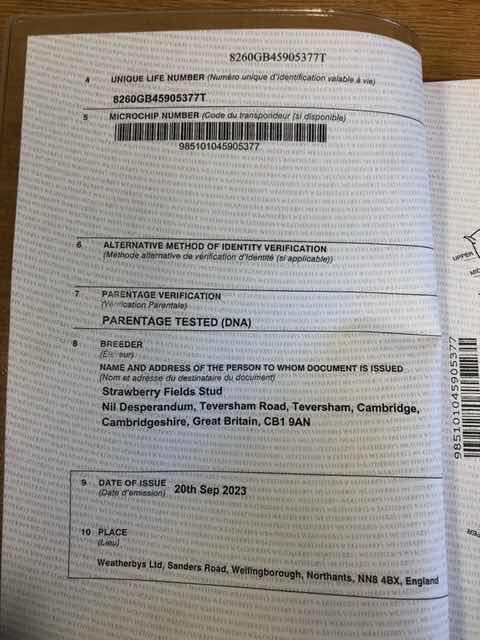 8260GB45905377T
4 UNIQUE LIFE NUMBER (Numéro unique d'identification valable à vie)
8260GB45905377T
5 MICROCHIP NUMBER (Code du transpondeur (si disponible)
985101045905377
6 ALTERNATIVE METHOD OF IDENTITY VERIFICATION
(Méthode alternative de vérification d'identité (si applicable))
7 PARENTAGE VERIFICATION
(Vérification Parentale)
PARENTAGE TESTED (DNA)
8 BREEDER
NAME AND ADDRESS OF THE PERSON TO WHOM DOCUMENT IS ISSUED
(Nom et adresse du destinataire du document)
Strawberry Fields Stud
Nil Desperandum, Teversham Road, Teversham, Cambridge,
Cambridgeshire, Great Britain, CB1 9AN
9 DATE OF ISSUE
(Date d'émission) 20th Sep 2023
10 PLACE
(Lieu)
Weatherbys Ltd, Sanders Road, Wellingborough, Northants, NN8 4BX, England
UPPER
985101045905377